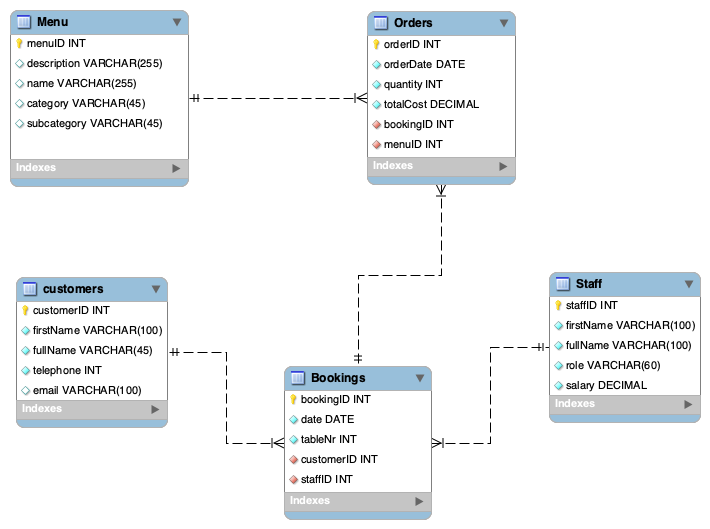 Menu
menuID INT
description VARCHAR(255)
name VARCHAR(255)
category VARCHAR(45)
subcategory VARCHAR(45)
Indexes
Orders
orderID INT
orderDate DATE
quantity INT
totalCost DECIMAL
bookingID INT
menuID INT
Indexes
customers
customerID INT
firstName VARCHAR(100)
fullName VARCHAR(45)
telephone INT
email VARCHAR(100)
Indexes
Staff
staffID INT
firstName VARCHAR(100)
fullName VARCHAR(100)
role VARCHAR(60)
salary DECIMAL
Indexes
Bookings
bookingID INT
date DATE
tableNr INT
customerID INT
staffID INT
Indexes